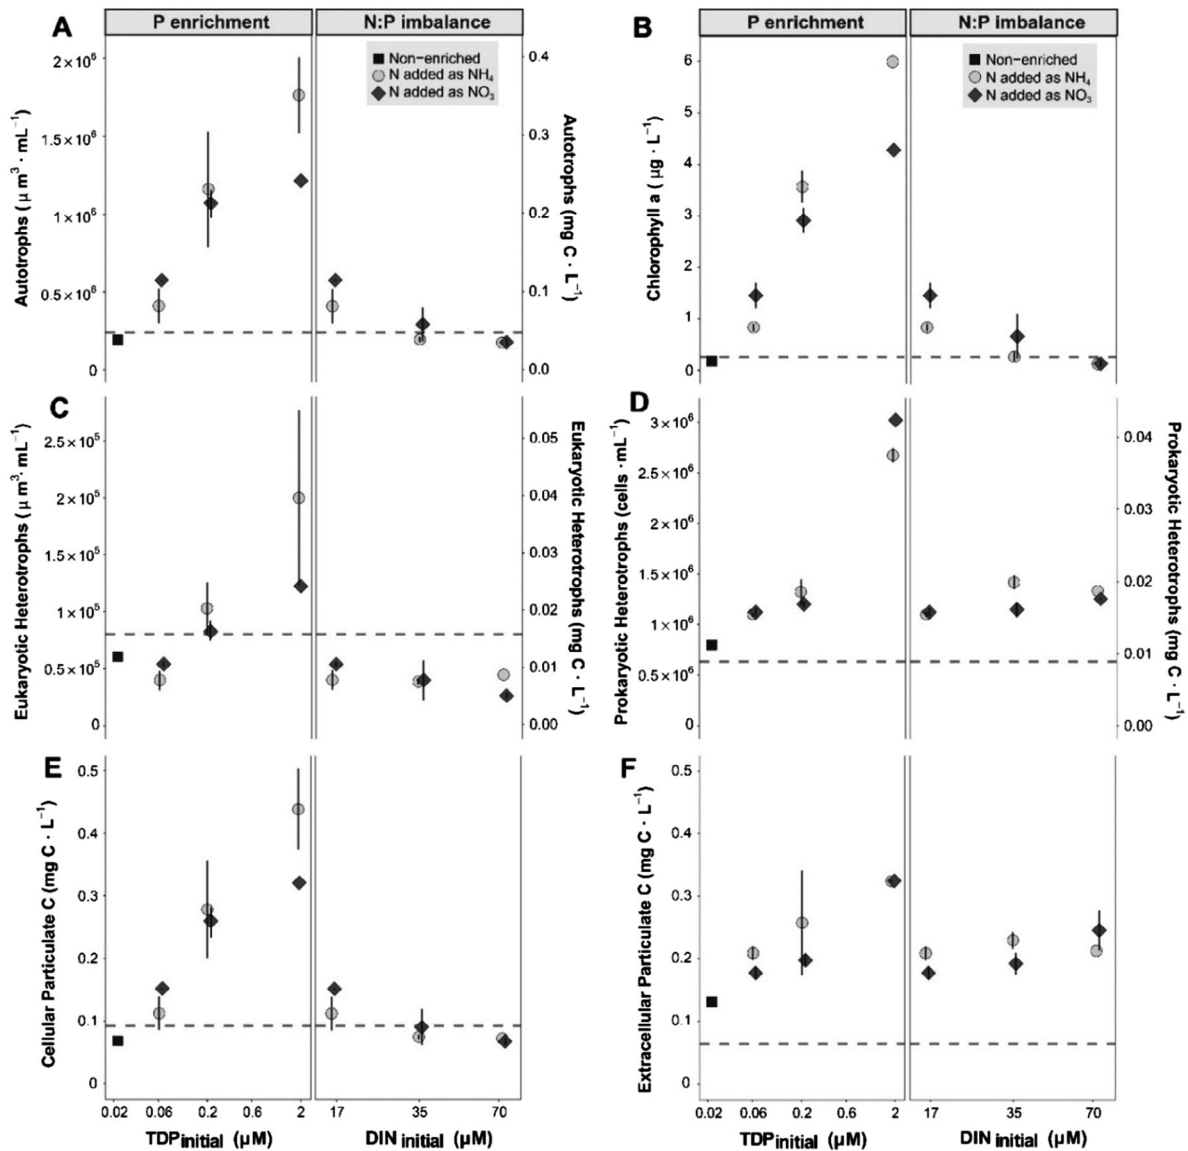 A
P enrichment
N:P imbalance
Non-enriched
N added as NH₄
N added as NO₃
Autotrophs ( μ m³ · mL⁻¹)
2 × 10⁶
1.5 × 10⁶
1 × 10⁶
0.5 × 10⁶
0
0.4
0.3
0.2
0.1
0.0
Autotrophs (mg C · L⁻¹)
B
P enrichment
N:P imbalance
Non-enriched
N added as NH₄
N added as NO₃
Chlorophyll a ( μg · L⁻¹)
6
5
4
3
2
1
0
C
Eukaryotic Heterotrophs ( μ m³· mL⁻¹)
2.5 × 10⁵
2 × 10⁵
1.5 × 10⁵
1 × 10⁵
0.5 × 10⁵
0
0.05
0.04
0.03
0.02
0.01
0.00
Eukaryotic Heterotrophs (mg C · L⁻¹)
D
Prokaryotic Heterotrophs (cells · mL⁻¹)
3 × 10⁶
2.5 × 10⁶
2 × 10⁶
1.5 × 10⁶
1 × 10⁶
0.5 × 10⁶
0
0.04
0.03
0.02
0.01
0.00
Prokaryotic Heterotrophs (mg C · L⁻¹)
E
Cellular Particulate C (mg C · L⁻¹)
0.5
0.4
0.3
0.2
0.1
0
0.02 0.06 0.2 0.6 2
TDPinitial (μM)
17 35 70
DIN initial (μM)
F
Extracellular Particulate C (mg C · L⁻¹)
0.5
0.4
0.3
0.2
0.1
0
0.02 0.06 0.2 0.6 2
TDPinitial (μM)
17 35 70
DIN initial (μM)